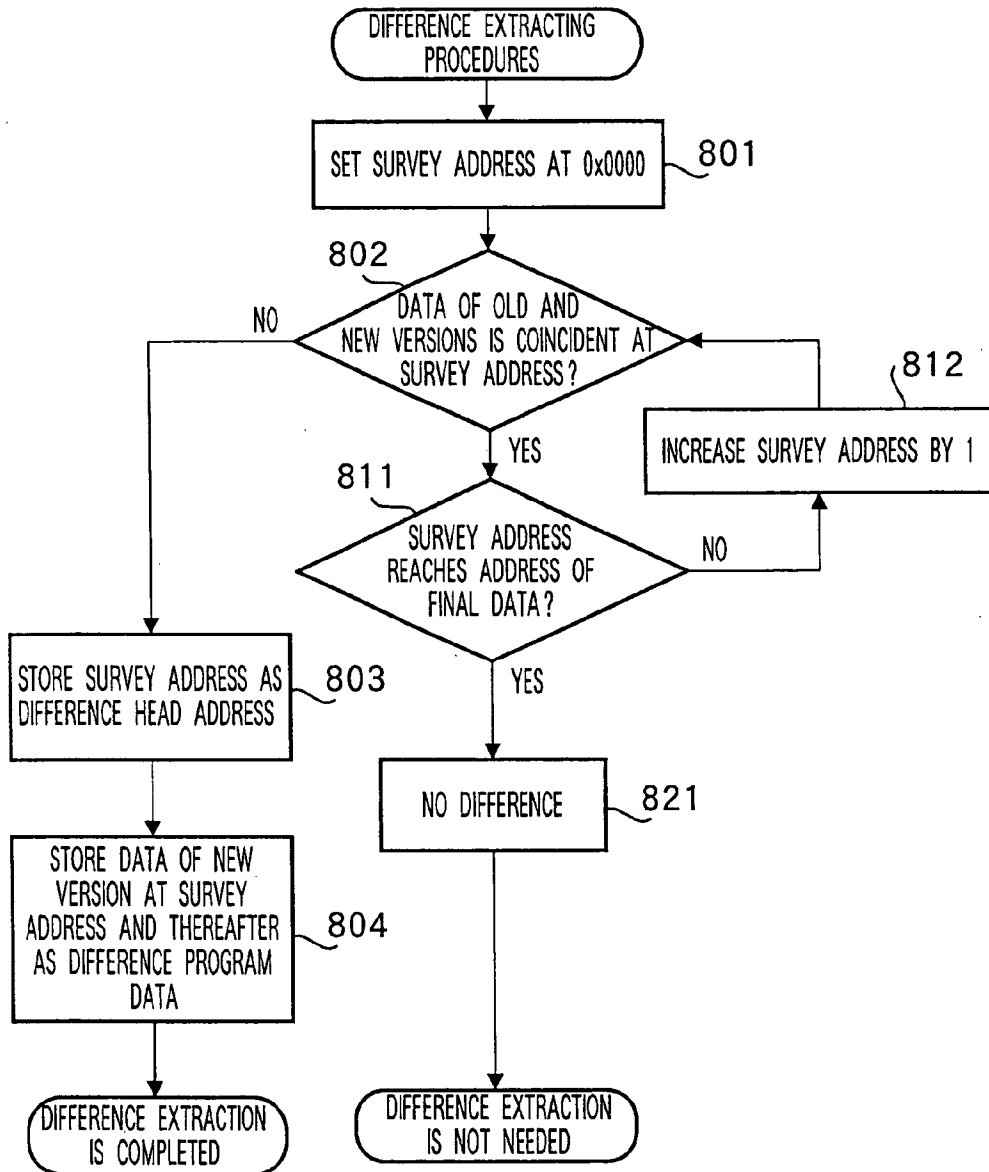 DIFFERENCE EXTRACTING
PROCEDURES
SET SURVEY ADDRESS AT 0x0000
801
802
DATA OF OLD AND
NEW VERSIONS IS COINCIDENT AT
SURVEY ADDRESS?
NO
YES
812
INCREASE SURVEY ADDRESS BY 1
811
SURVEY ADDRESS
REACHES ADDRESS OF
FINAL DATA?
NO
YES
STORE SURVEY ADDRESS AS
DIFFERENCE HEAD ADDRESS
803
NO DIFFERENCE
821
STORE DATA OF NEW
VERSION AT SURVEY
ADDRESS AND THEREAFTER
AS DIFFERENCE PROGRAM
DATA
804
DIFFERENCE EXTRACTION
IS COMPLETED
DIFFERENCE EXTRACTION
IS NOT NEEDED